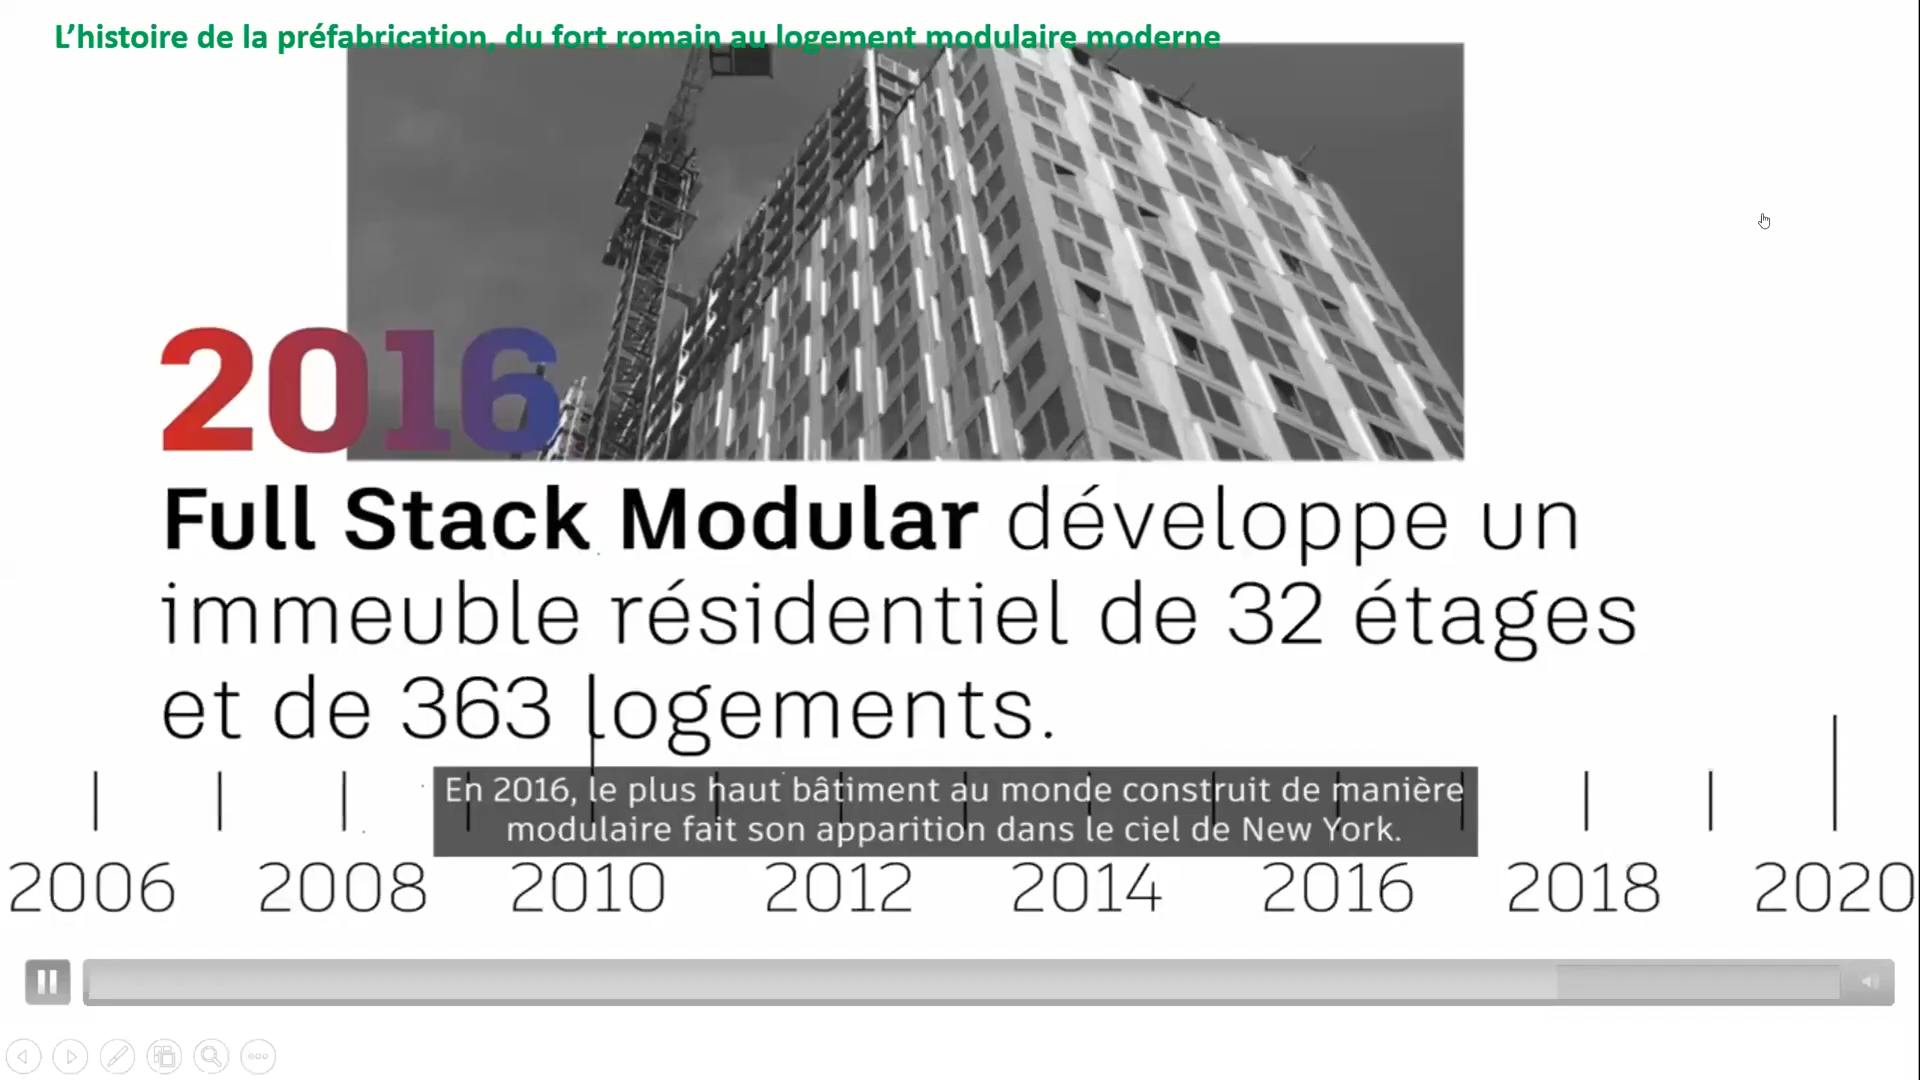 L'histoire de la préfabrication, du fort romain au logement modulaire moderne
2016
Full Stack Modular développe un
immeuble résidentiel de 32 étages
et de 363 logements.
En 2016, le plus haut bâtiment au monde construit de manière
modulaire fait son apparition dans le ciel de New York.
2006 2008 2010 2012 2014 2016 2018 2020